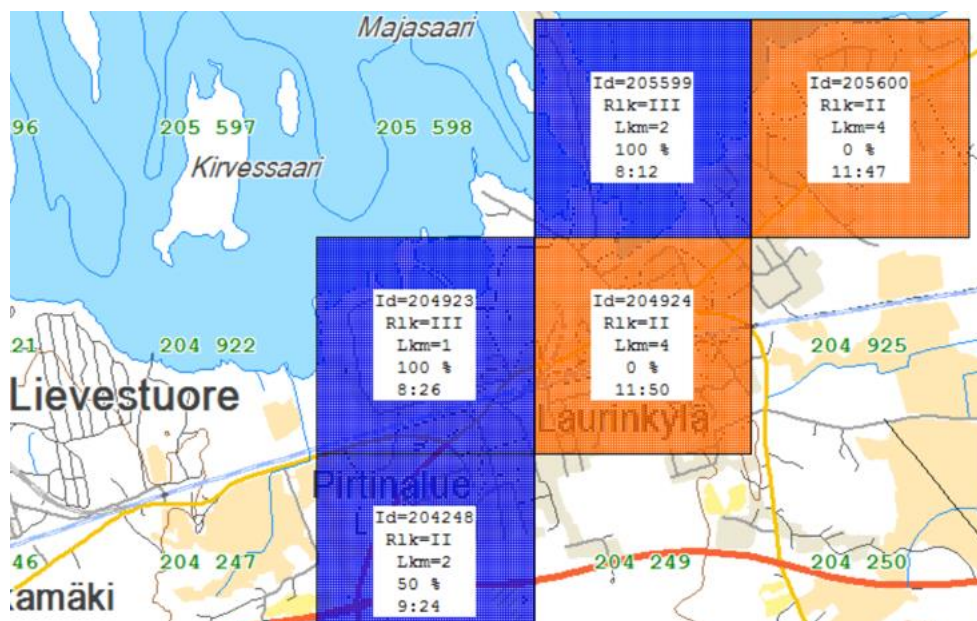 Majasaari
Id=205599
Rlk=III
Lkm=2
100 %
8:12
Id=205600
Rlk=II
Lkm=4
0 %
11:47
96
205 597
205 598
Kirvessaari
Id=204923
Rlk=III
Lkm=1
100 %
8:26
Id=204924
Rlk=II
Lkm=4
0 %
11:50
21
204 922
204 925
Lievestuore
Laurinkylä
Pirtinalue
L
Id=204248
Rlk=II
Lkm=2
50 %
9:24
46
204 247
204 249
204 250
kamäki